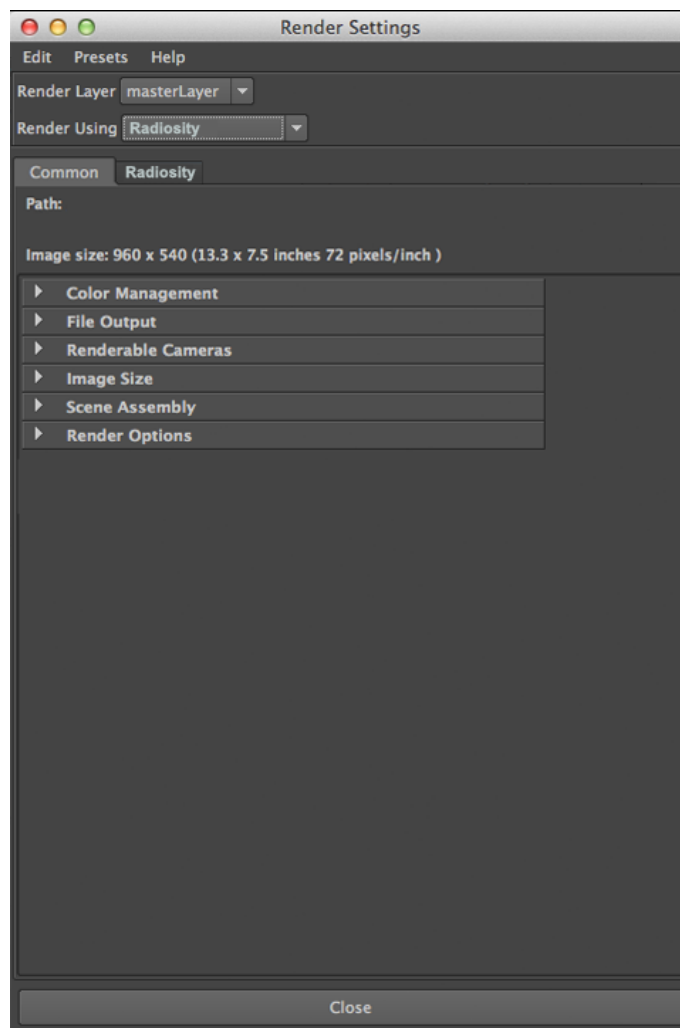 Render Settings
Edit Presets Help
Render Layer masterLayer
Render Using Radiosity
Common Radiosity
Path:
Image size: 960 x 540 (13.3 x 7.5 inches 72 pixels/inch )
Color Management
File Output
Renderable Cameras
Image Size
Scene Assembly
Render Options
Close